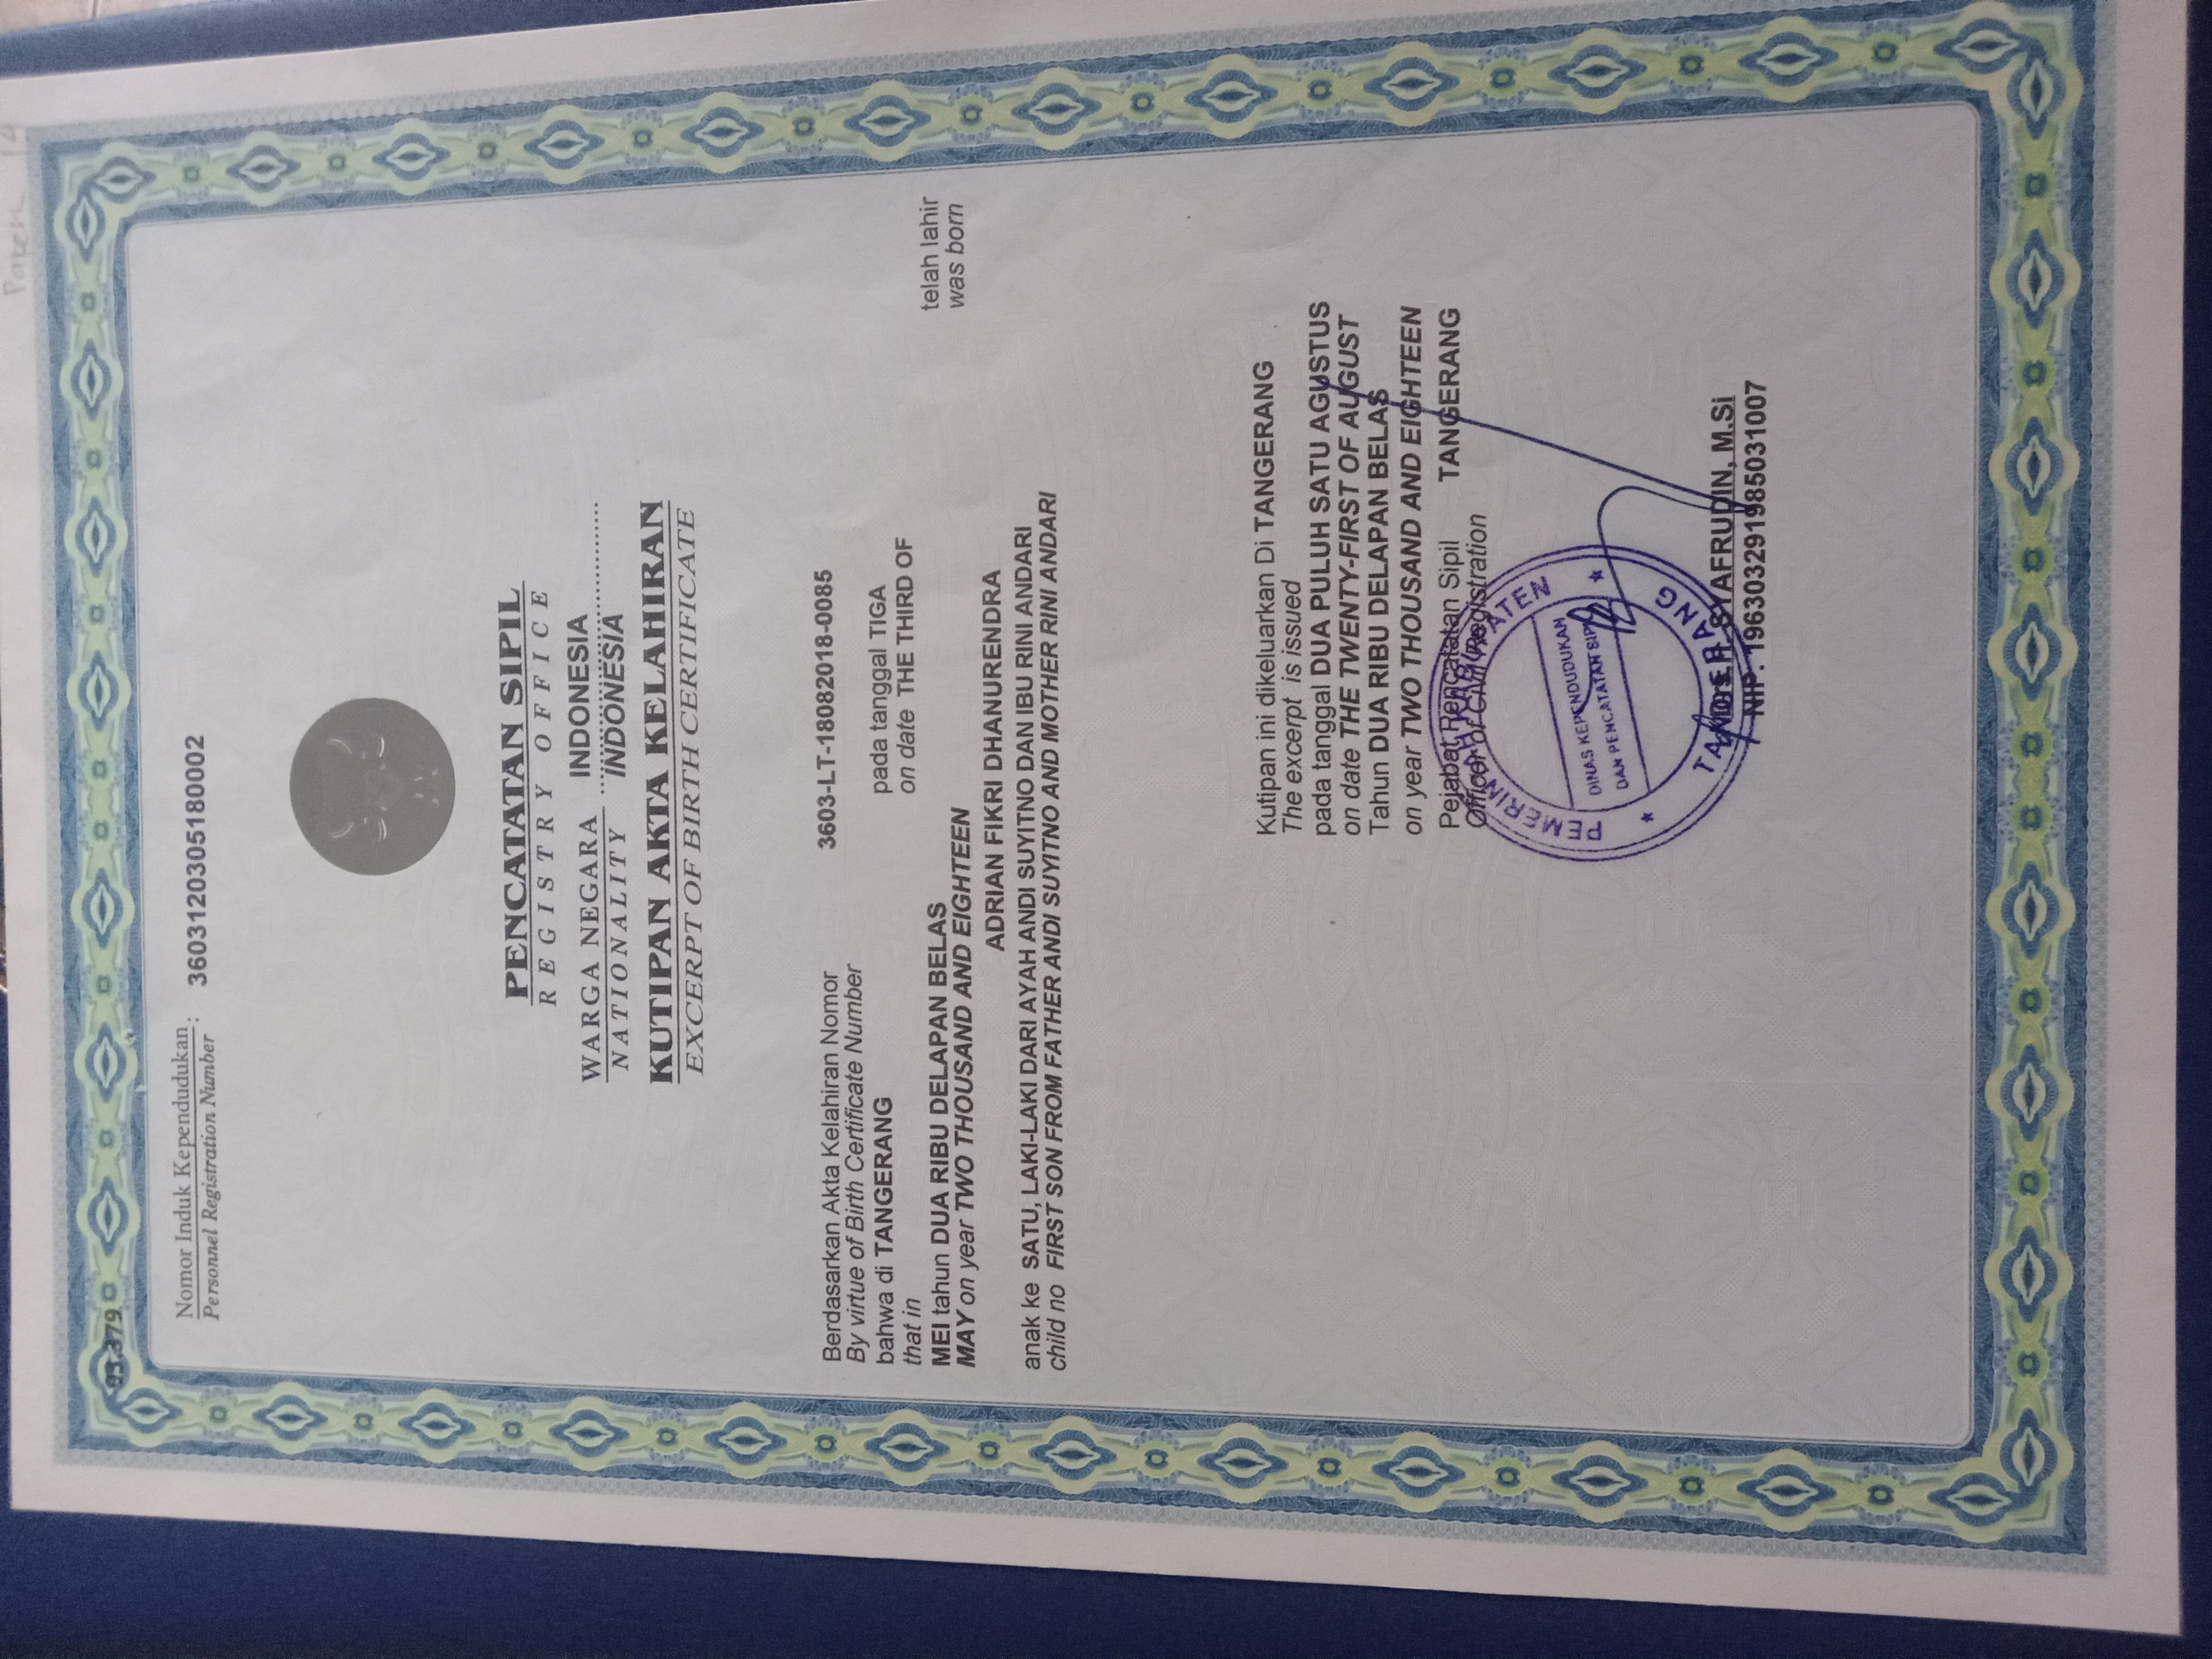 93.379
Nomor Induk Kependudukan : 3603120305180002
Personnel Registration Number
PENCATATAN SIPIL
REGISTRY OFFICE
WARGA NEGARA INDONESIA
NATIONALITY INDONESIA
KUTIPAN AKTA KELAHIRAN
EXCERPT OF BIRTH CERTIFICATE
Berdasarkan Akta Kelahiran Nomor 3603-LT-18082018-0085
By virtue of Birth Certificate Number
bahwa di TANGERANG pada tanggal TIGA
that in on date THE THIRD OF
MEI tahun DUA RIBU DELAPAN BELAS telah lahir
MAY on year TWO THOUSAND AND EIGHTEEN was born
ADRIAN FIKRI DHANURENDRA
anak ke SATU, LAKI-LAKI DARI AYAH ANDI SUYITNO DAN IBU RINI ANDARI
child no FIRST SON FROM FATHER ANDI SUYITNO AND MOTHER RINI ANDARI
Kutipan ini dikeluarkan Di TANGERANG
The excerpt is issued
pada tanggal DUA PULUH SATU AGUSTUS
on date THE TWENTY-FIRST OF AUGUST
Tahun DUA RIBU DELAPAN BELAS
on year TWO THOUSAND AND EIGHTEEN
Pejabat Pencatatan Sipil TANGERANG
Officer of Civil Registration
DINAS KEPENDUDUKAN
DAN PENCATATAN SIPIL
TANGERANG
SYAFRUDIN, M.Si
NIP. 196303291985031007